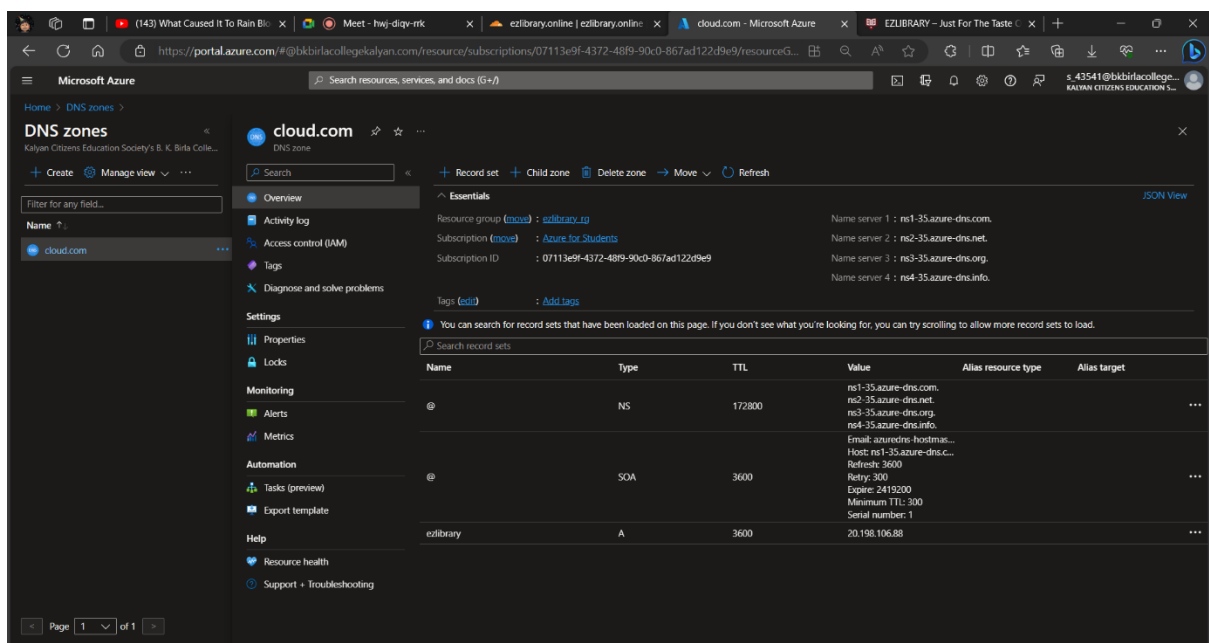 (143) What Caused It To Rain Blo
Meet - hwj-diqv-rrk
ezlibrary.online | ezlibrary.online
cloud.com - Microsoft Azure
EZLIBRARY – Just For The Taste O
https://portal.azure.com/#@bkbirlacollegekalyan.com/resource/subscriptions/07113e9f-4372-48f9-90c0-867ad122d9e9/resourceG...
Microsoft Azure
Search resources, services, and docs (G+/)
s_43541@bkbirlacollege...
KALYAN CITIZENS EDUCATION S...
Home > DNS zones >
DNS zones
Kalyan Citizens Education Society's B. K. Birla Colle...
+ Create Manage view ...
Filter for any field...
Name ↑↓
cloud.com ...
cloud.com ...
DNS zone
Search
Overview
Activity log
Access control (IAM)
Tags
Diagnose and solve problems
Settings
Properties
Locks
Monitoring
Alerts
Metrics
Automation
Tasks (preview)
Export template
Help
Resource health
Support + Troubleshooting
+ Record set + Child zone Delete zone → Move Refresh
Essentials
JSON View
Resource group (move) : ezlibrary_rg
Subscription (move) : Azure for Students
Subscription ID : 07113e9f-4372-48f9-90c0-867ad122d9e9
Name server 1 : ns1-35.azure-dns.com.
Name server 2 : ns2-35.azure-dns.net.
Name server 3 : ns3-35.azure-dns.org.
Name server 4 : ns4-35.azure-dns.info.
Tags (edit) : Add tags
You can search for record sets that have been loaded on this page. If you don't see what you're looking for, you can try scrolling to allow more record sets to load.
Search record sets
Name Type TTL Value Alias resource type Alias target
@ NS 172800
ns1-35.azure-dns.com.
ns2-35.azure-dns.net.
ns3-35.azure-dns.org.
ns4-35.azure-dns.info.
...
@ SOA 3600
Email: azuredns-hostmas...
Host: ns1-35.azure-dns.c...
Refresh: 3600
Retry: 300
Expire: 2419200
Minimum TTL: 300
Serial number: 1
...
ezlibrary A 3600 20.198.106.88 ...
< Page 1 of 1 >